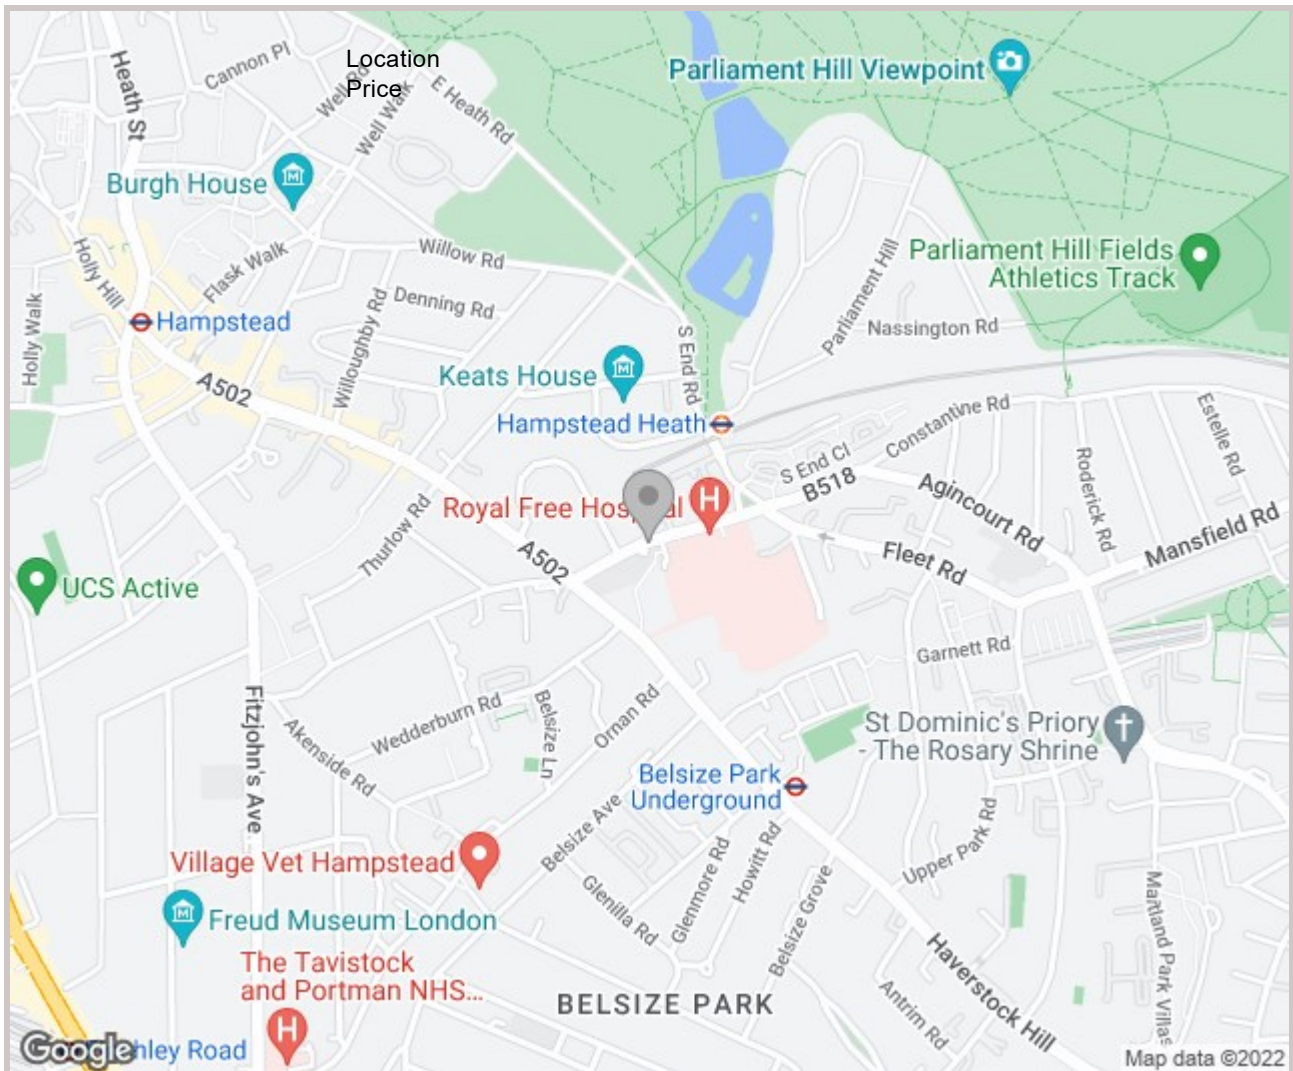 Location
Price
Cannon Pl
Well Rd
Well Walk
E Heath Rd
Heath St
Parliament Hill Viewpoint
Burgh House
Holly Hill
Flask Walk
Willow Rd
Parliament Hill Fields
Athletics Track
Holly Walk
Hampstead
Denning Rd
Willoughby Rd
Parliament Hill
Nassington Rd
S End Rd
A502
Keats House
Hampstead Heath
Constantine Rd
Estelle Rd
S End Cl
B518
Roderick Rd
Agincourt Rd
Mansfield Rd
Royal Free Hos al
Thurlow Rd
A502
Fleet Rd
UCS Active
Garnett Rd
Fitzjohn's Ave
Akenside Rd
Wedderburn Rd
Belsize Ln
Ornan Rd
St Dominic's Priory
- The Rosary Shrine
Belsize Park
Underground
Belsize Ave
Village Vet Hampstead
Glenilla Rd
Glenmore Rd
Howitt Rd
Belsize Grove
Upper Park Rd
Maitland Park Villas
Freud Museum London
The Tavistock
and Portman NHS...
BELSIZE PARK
Haverstock Hill
Antrim Rd
Google
hley Road
Map data ©2022